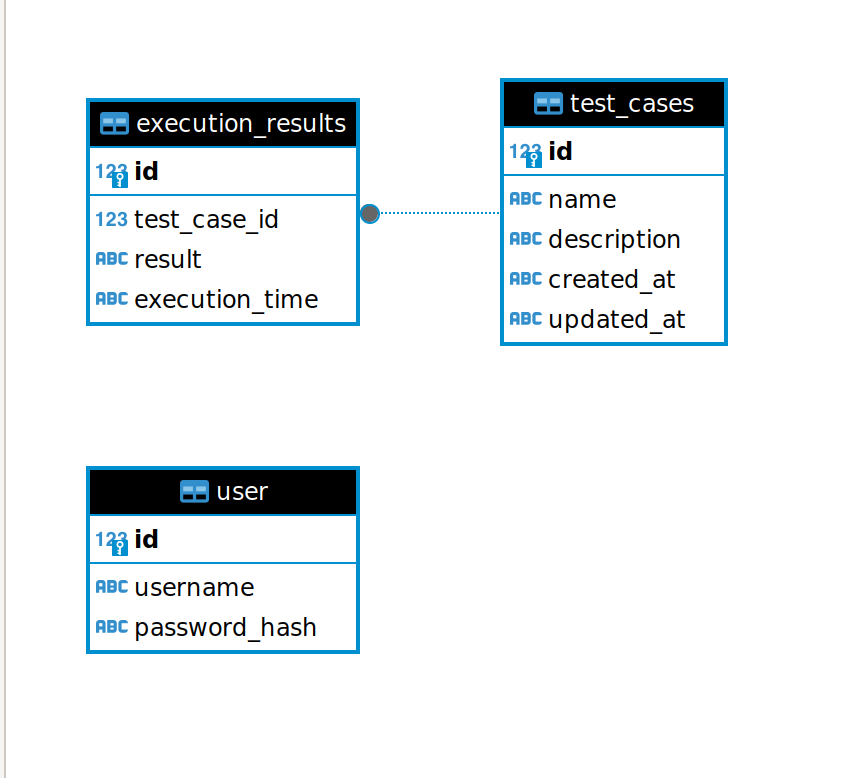 execution_results
123 id
123 test_case_id
ABC result
ABC execution_time
test_cases
123 id
ABC name
ABC description
ABC created_at
ABC updated_at
user
123 id
ABC username
ABC password_hash